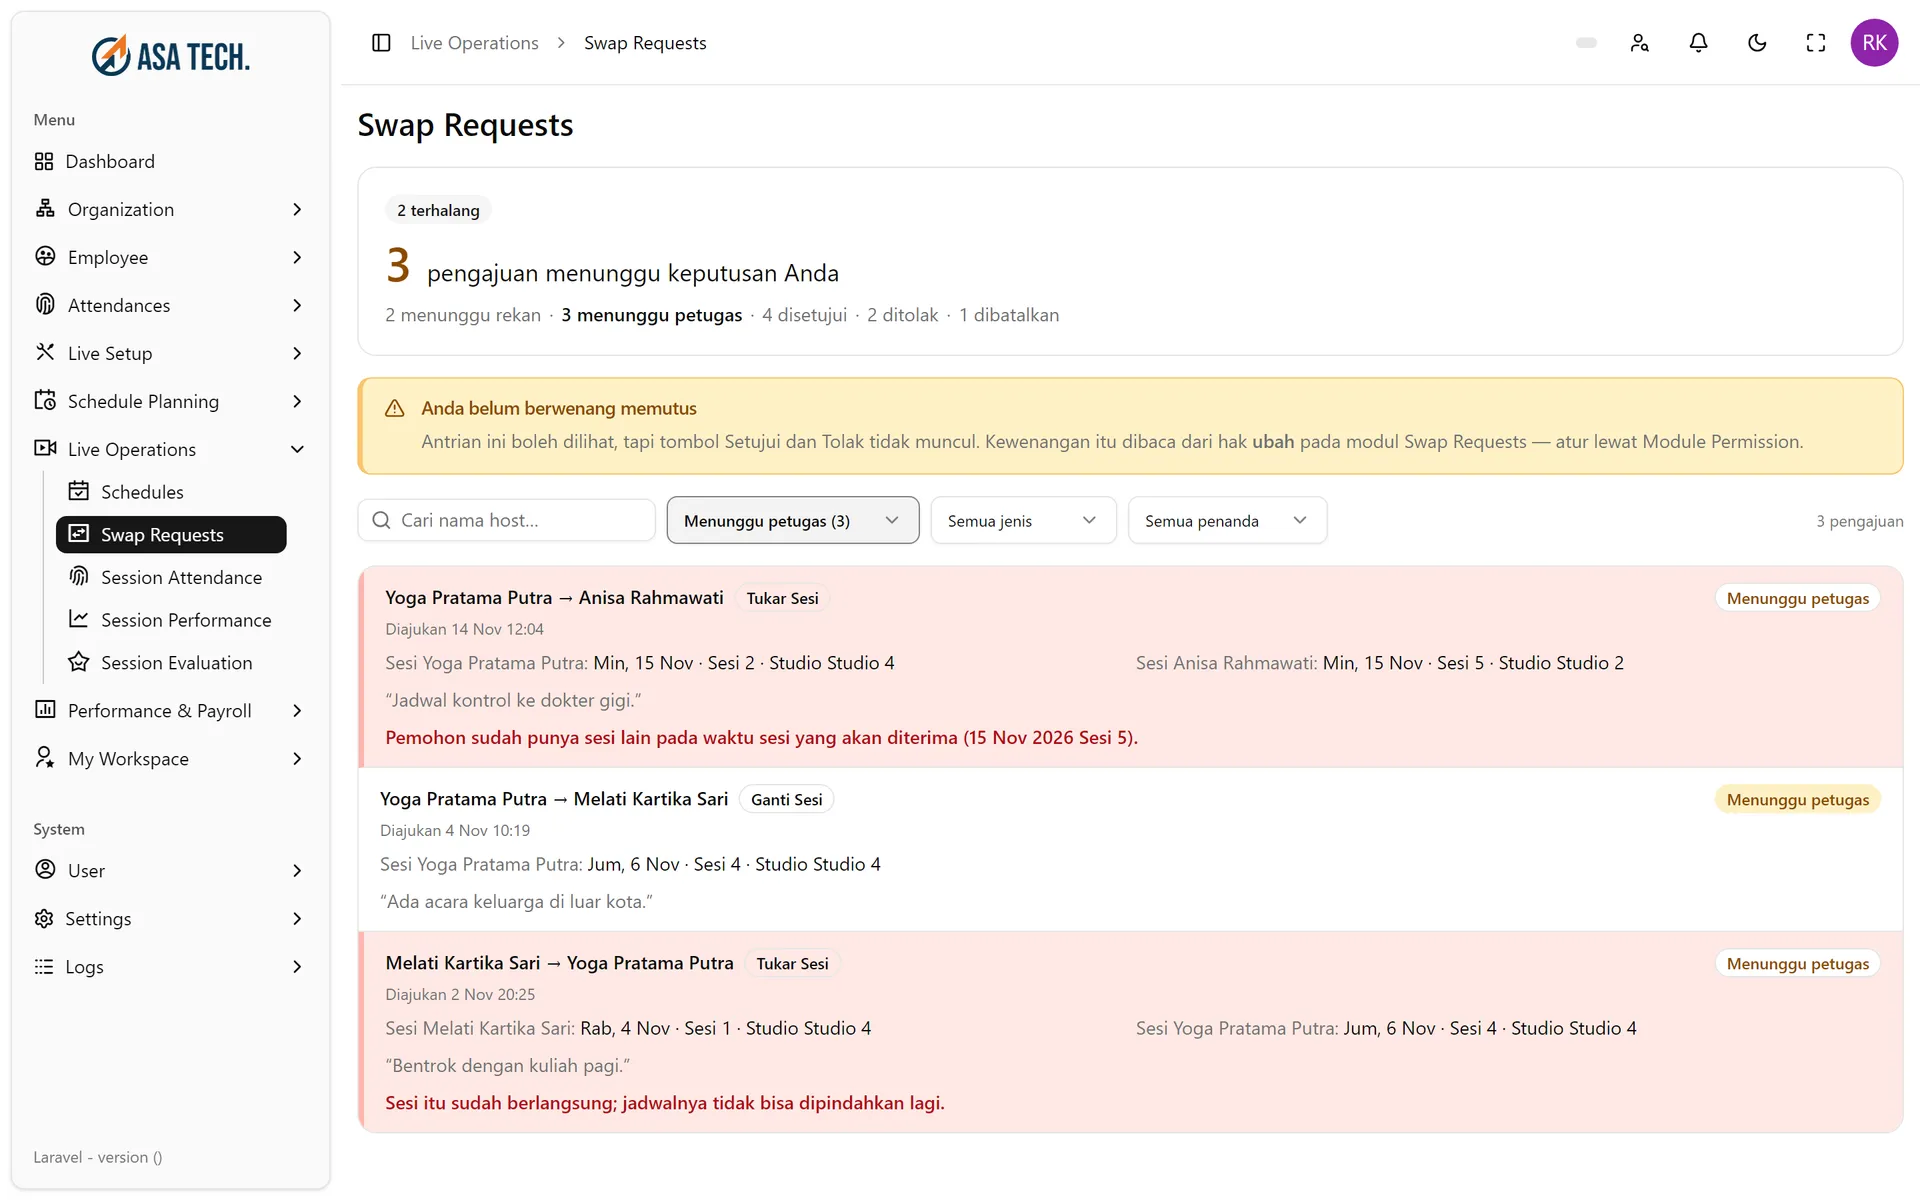 ASA TECH.
Menu
Dashboard
Organization
Employee
Attendances
Live Setup
Schedule Planning
Live Operations
Schedules
Swap Requests
Session Attendance
Session Performance
Session Evaluation
Performance & Payroll
My Workspace
System
User
Settings
Logs
Laravel - version ()
Live Operations > Swap Requests
RK
Swap Requests
2 terhalang
3 pengajuan menunggu keputusan Anda
2 menunggu rekan · 3 menunggu petugas · 4 disetujui · 2 ditolak · 1 dibatalkan
Anda belum berwenang memutus
Antrian ini boleh dilihat, tapi tombol Setujui dan Tolak tidak muncul. Kewenangan itu dibaca dari hak ubah pada modul Swap Requests — atur lewat Module Permission.
Cari nama host...
Menunggu petugas (3)
Semua jenis
Semua penanda
3 pengajuan
Yoga Pratama Putra → Anisa Rahmawati Tukar Sesi Menunggu petugas
Diajukan 14 Nov 12:04
Sesi Yoga Pratama Putra: Min, 15 Nov · Sesi 2 · Studio Studio 4 Sesi Anisa Rahmawati: Min, 15 Nov · Sesi 5 · Studio Studio 2
“Jadwal kontrol ke dokter gigi.”
Pemohon sudah punya sesi lain pada waktu sesi yang akan diterima (15 Nov 2026 Sesi 5).
Yoga Pratama Putra → Melati Kartika Sari Ganti Sesi Menunggu petugas
Diajukan 4 Nov 10:19
Sesi Yoga Pratama Putra: Jum, 6 Nov · Sesi 4 · Studio Studio 4
“Ada acara keluarga di luar kota.”
Melati Kartika Sari → Yoga Pratama Putra Tukar Sesi Menunggu petugas
Diajukan 2 Nov 20:25
Sesi Melati Kartika Sari: Rab, 4 Nov · Sesi 1 · Studio Studio 4 Sesi Yoga Pratama Putra: Jum, 6 Nov · Sesi 4 · Studio Studio 4
“Bentrok dengan kuliah pagi.”
Sesi itu sudah berlangsung; jadwalnya tidak bisa dipindahkan lagi.